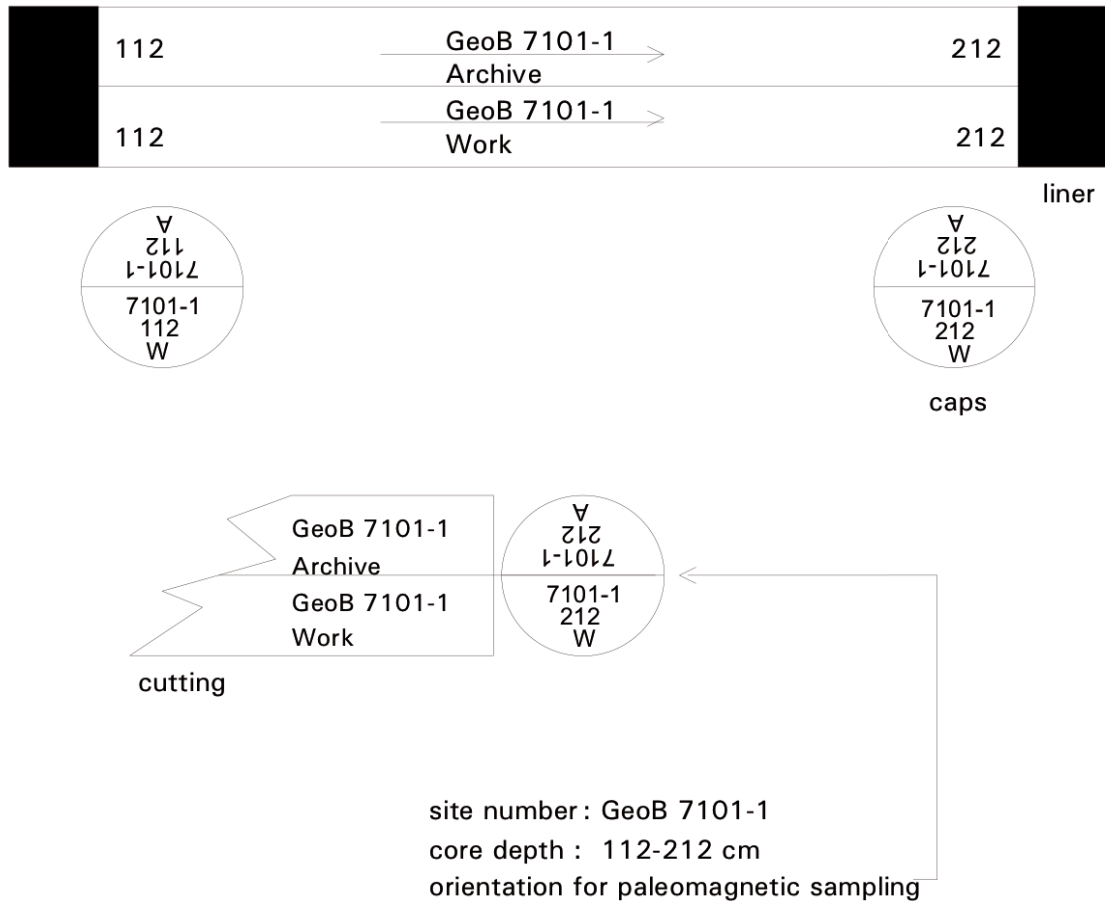 112 GeoB 7101-1 212
Archive
GeoB 7101-1
112 Work 212
liner
∀
A
112
7101-1
7101-1
112
W
∀
A
212
7101-1
7101-1
212
W
caps
GeoB 7101-1
Archive
GeoB 7101-1
Work
cutting
∀
A
212
7101-1
7101-1
212
W
site number : GeoB 7101-1
core depth : 112-212 cm
orientation for paleomagnetic sampling